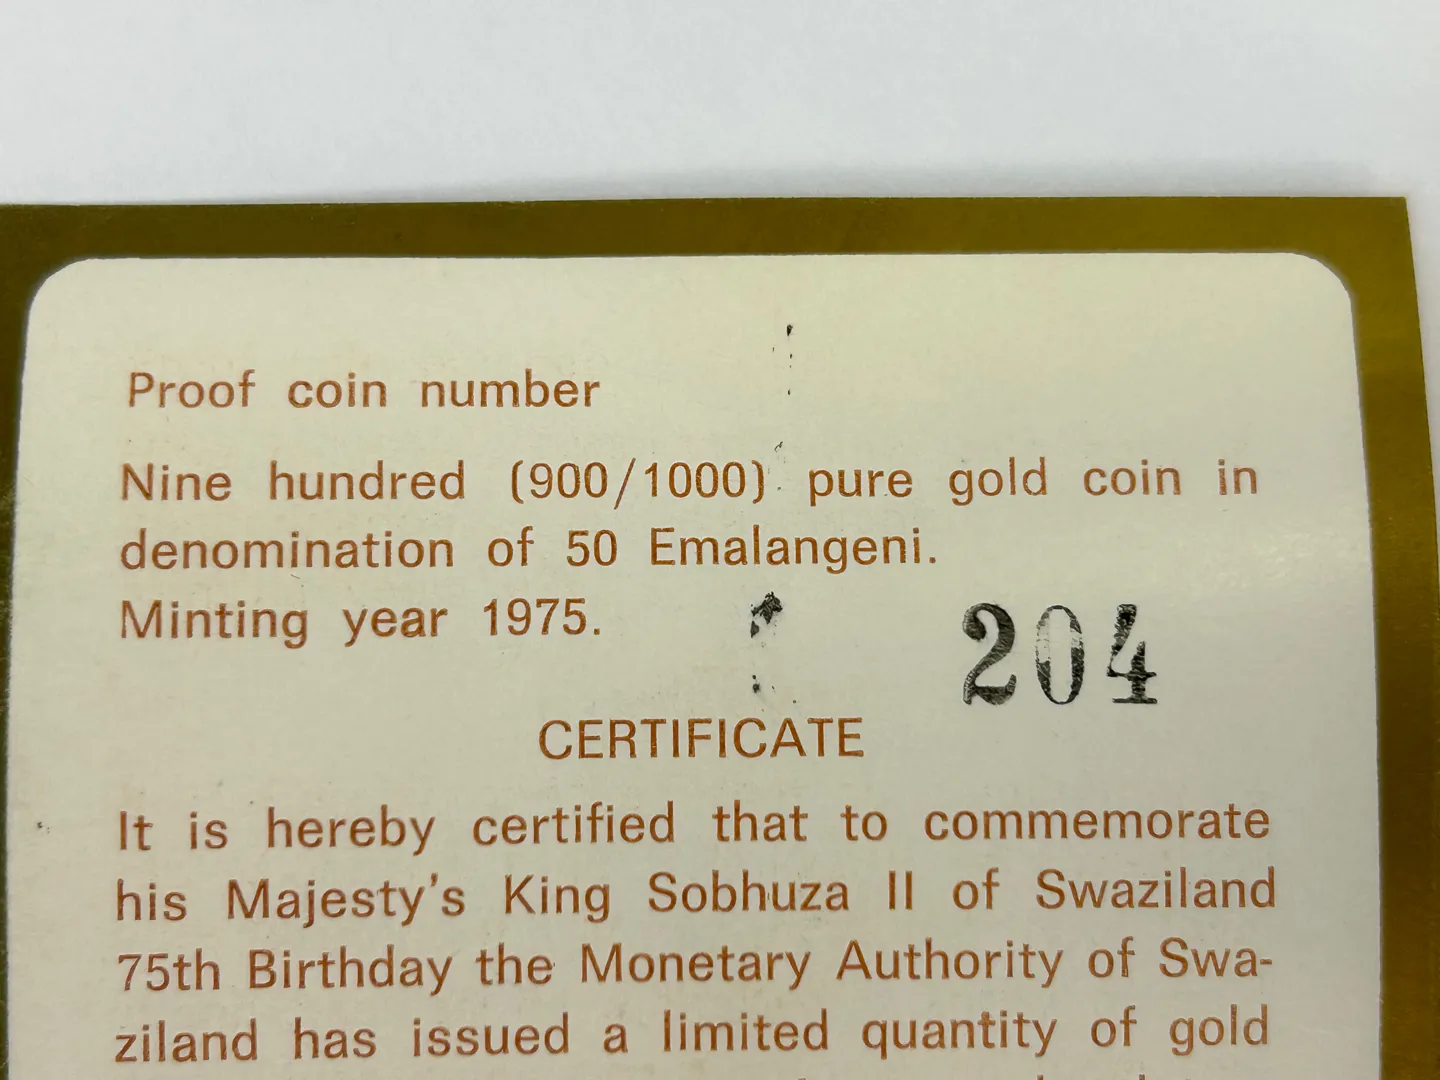 Proof coin number
Nine hundred (900/1000) pure gold coin in
denomination of 50 Emalangeni.
Minting year 1975.
204
CERTIFICATE
It is hereby certified that to commemorate
his Majesty's King Sobhuza II of Swaziland
75th Birthday the Monetary Authority of Swa-
ziland has issued a limited quantity of gold